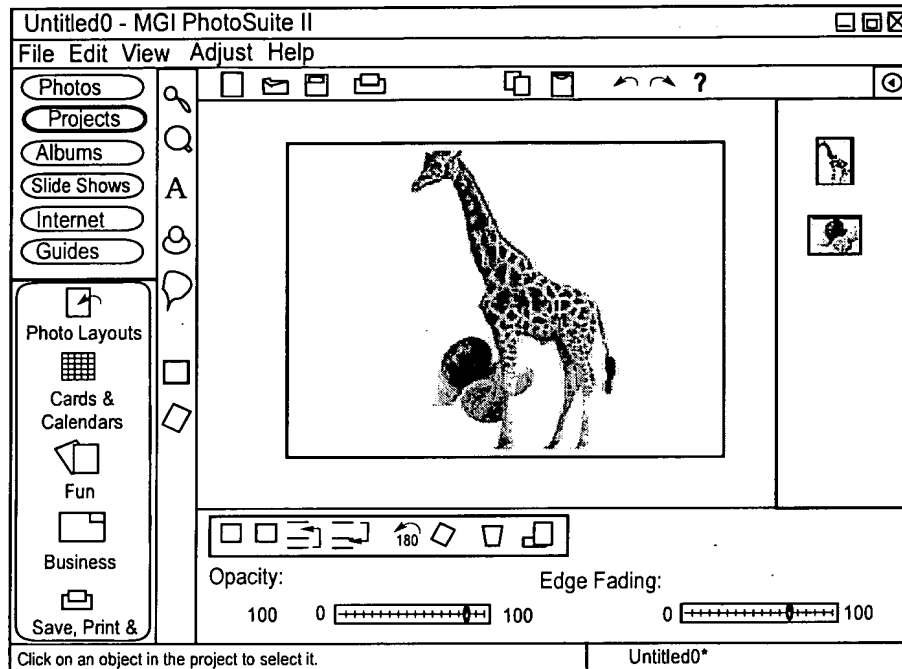 Untitled0 - MGI PhotoSuite II
File Edit View Adjust Help
Photos
Projects
Albums
Slide Shows
Internet
Guides
A
?
Photo Layouts
Cards &
Calendars
Fun
Business
Save, Print &
180
Opacity:
Edge Fading:
100 0 100
0 100
Click on an object in the project to select it.
Untitled0*